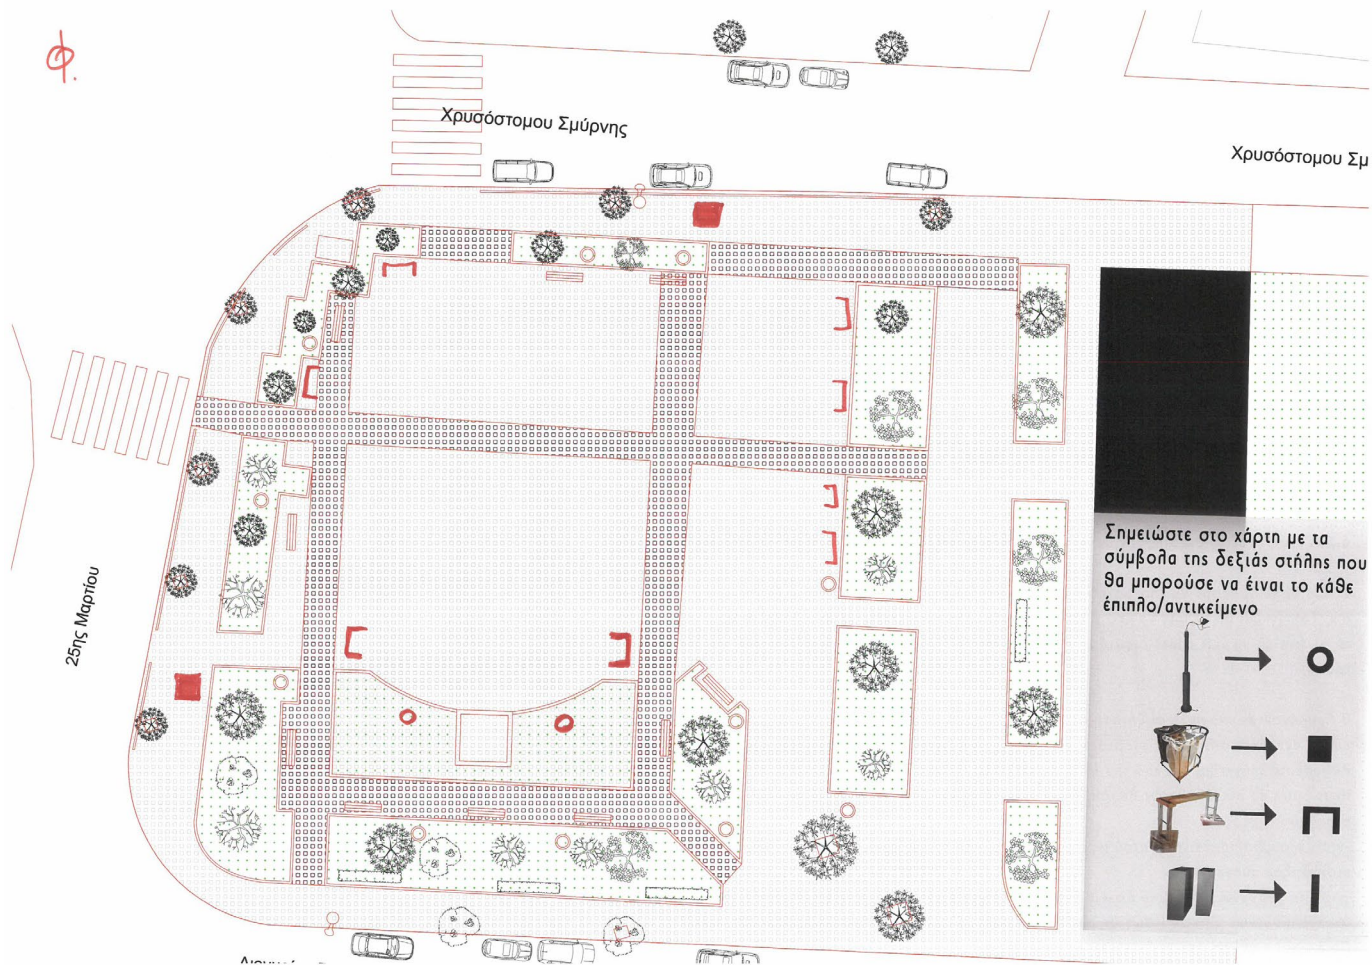 φ.
Χρυσόστομου Σμύρνης
Χρυσόστομου Σμ
25ης Μαρτίου
Σημειώστε στο χάρτη με τα
σύμβολα της δεξιάς στήλης που
θα μπορούσε να έιναι το κάθε
έπιπλο/αντικείμενο